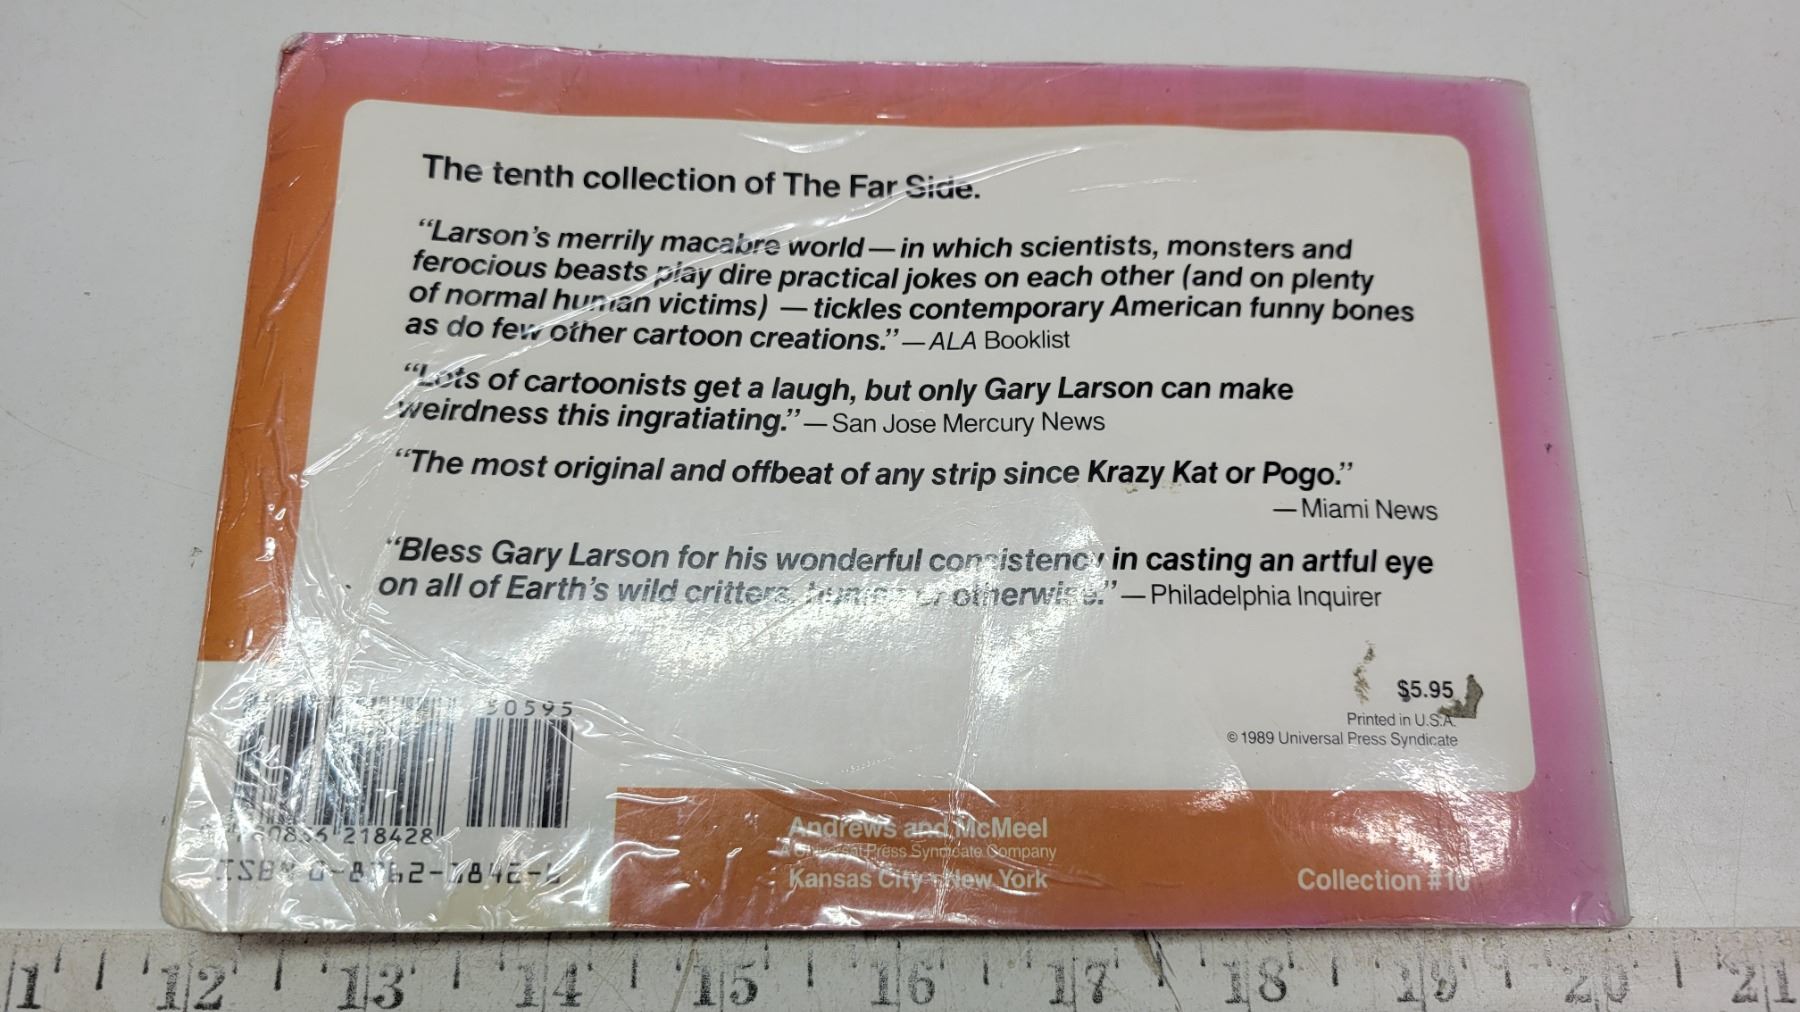 The tenth collection of The Far Side.
“Larson’s merrily macabre world—in which scientists, monsters and
ferocious beasts play dire practical jokes on each other (and on plenty
of normal human victims) —tickles contemporary American funny bones
as do few other cartoon creations.”—ALA Booklist
“Lots of cartoonists get a laugh, but only Gary Larson can make
weirdness this ingratiating.”—San Jose Mercury News
“The most original and offbeat of any strip since Krazy Kat or Pogo.”
—Miami News
“Bless Gary Larson for his wonderful consistency in casting an artful eye
on all of Earth’s wild critters, human or otherwise.”—Philadelphia Inquirer
$5.95
Printed in U.S.A.
© 1989 Universal Press Syndicate
50595
218428
ISBN
Andrews and McMeel
A Universal Press Syndicate Company
Kansas City New York
Collection #10
12 13 14 15 16 17 18 19 20 21